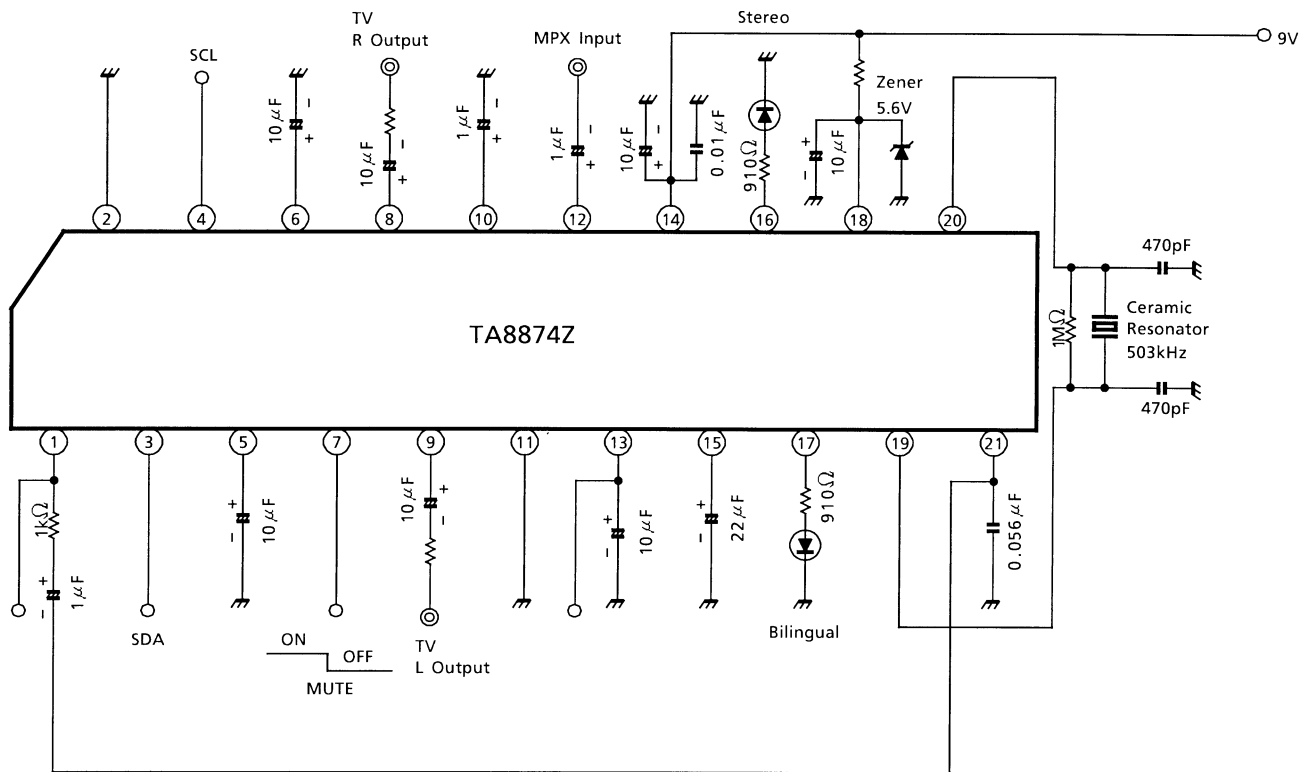 TV
R Output
Stereo
9V
SCL
MPX Input
Zener
5.6V
10μF
- +
10μF
- +
1μF
- +
1μF
- +
10μF
- +
0.01μF
910Ω
+ -
10μF
2
4
6
8
10
12
14
16
18
20
TA8874Z
470pF
1MΩ
Ceramic
Resonator
503kHz
470pF
1
3
5
7
9
11
13
15
17
19
21
1kΩ
+ -
1μF
+ -
10μF
10μF
+ -
+ -
10μF
+ -
22μF
910Ω
0.056μF
SDA
ON
OFF
MUTE
TV
L Output
Bilingual